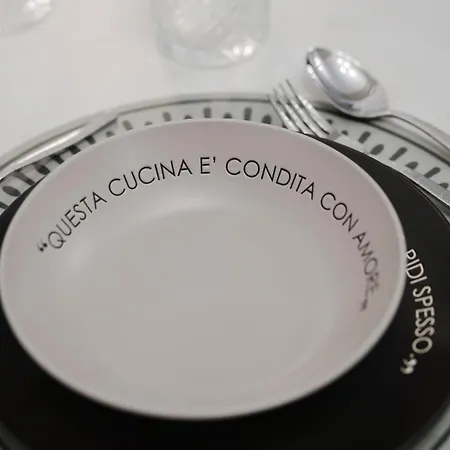 “QUESTA CUCINA E’ CONDITA CON AMORE„
RIDI SPESSO„